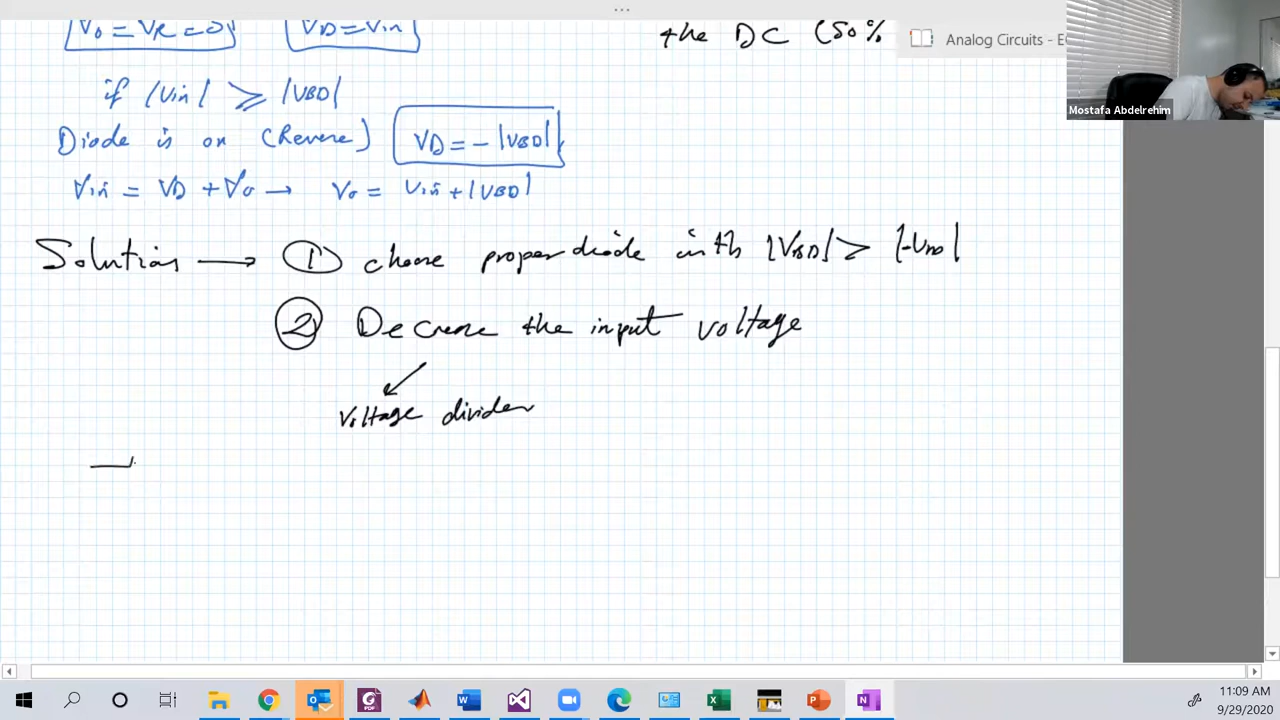 Vo = VR = 0 VD = Vin
the DC (50%
Analog Circuits - E
Mostafa Abdelrehim
if |Vin| ⩾ |VBD|
Diode is on (Reverse) VD = - |VBD|
Vin = VD + Vo → Vo = Vin + |VBD|
Solution → ① choose proper diode with |VBD| >
② Decrease the input voltage
Voltage divider
11:09 AM
9/29/2020